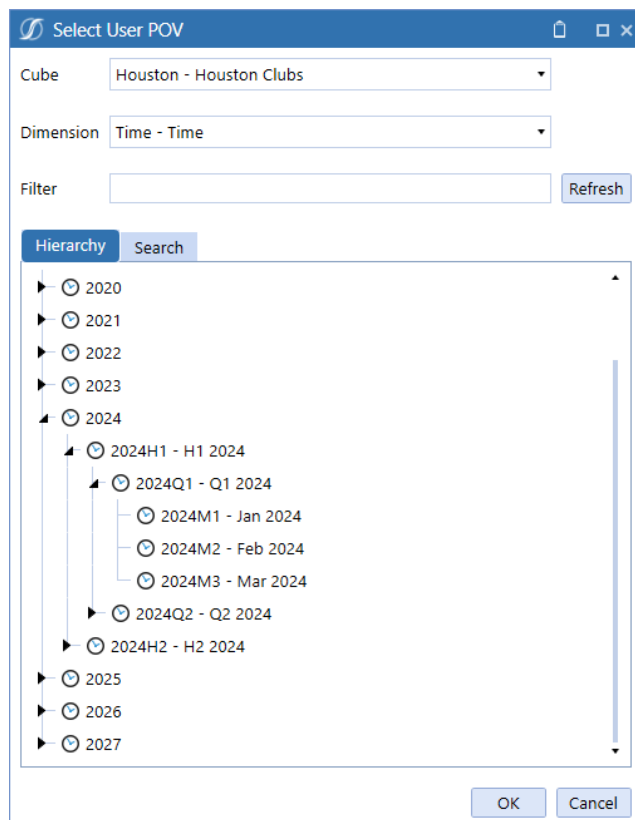 Select User POV
Cube Houston - Houston Clubs
Dimension Time - Time
Filter Refresh
Hierarchy Search
2020
2021
2022
2023
2024
2024H1 - H1 2024
2024Q1 - Q1 2024
2024M1 - Jan 2024
2024M2 - Feb 2024
2024M3 - Mar 2024
2024Q2 - Q2 2024
2024H2 - H2 2024
2025
2026
2027
OK Cancel